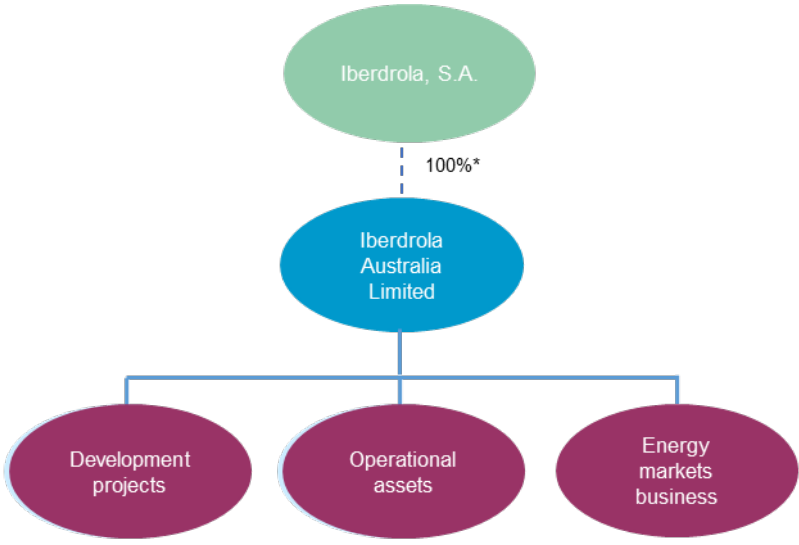 Iberdrola, S.A.
100%*
Iberdrola
Australia
Limited
Development
projects
Operational
assets
Energy
markets
business